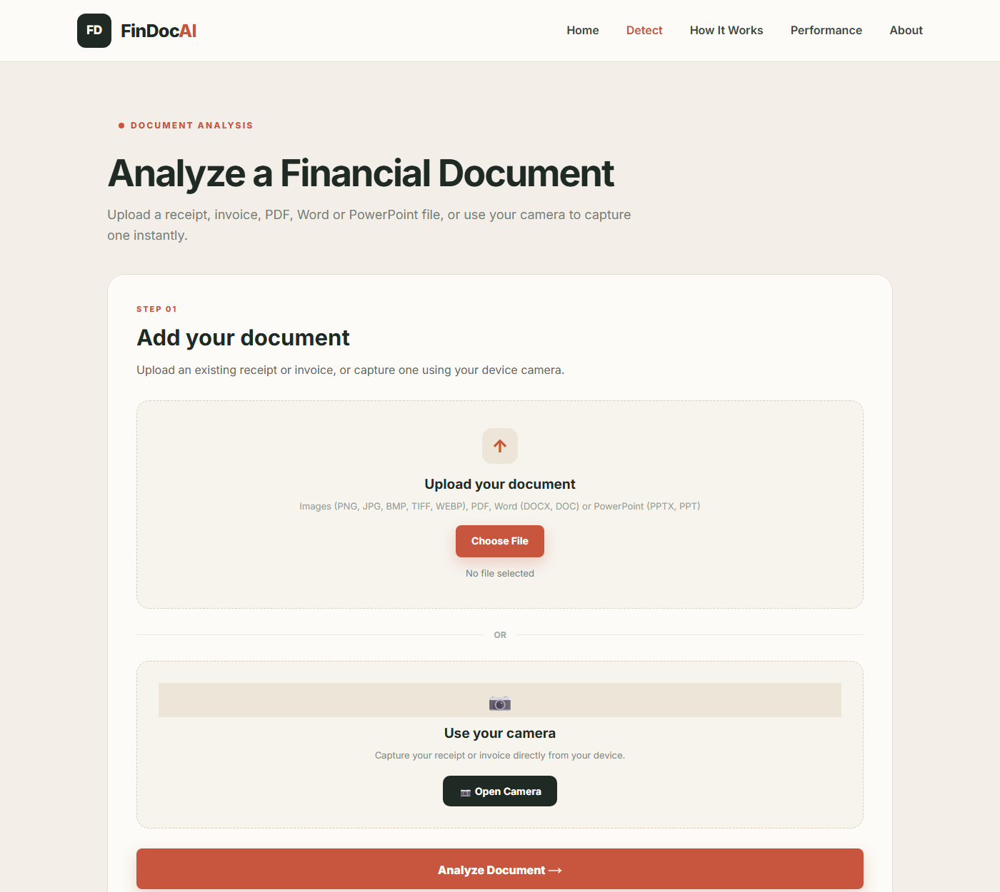 FD
FinDocAI
Home
Detect
How It Works
Performance
About
DOCUMENT ANALYSIS
Analyze a Financial Document
Upload a receipt, invoice, PDF, Word or PowerPoint file, or use your camera to capture
one instantly.
STEP 01
Add your document
Upload an existing receipt or invoice, or capture one using your device camera.
↑
Upload your document
Images (PNG, JPG, BMP, TIFF, WEBP), PDF, Word (DOCX, DOC) or PowerPoint (PPTX, PPT)
Choose File
No file selected
OR
Use your camera
Capture your receipt or invoice directly from your device.
📷 Open Camera
Analyze Document →